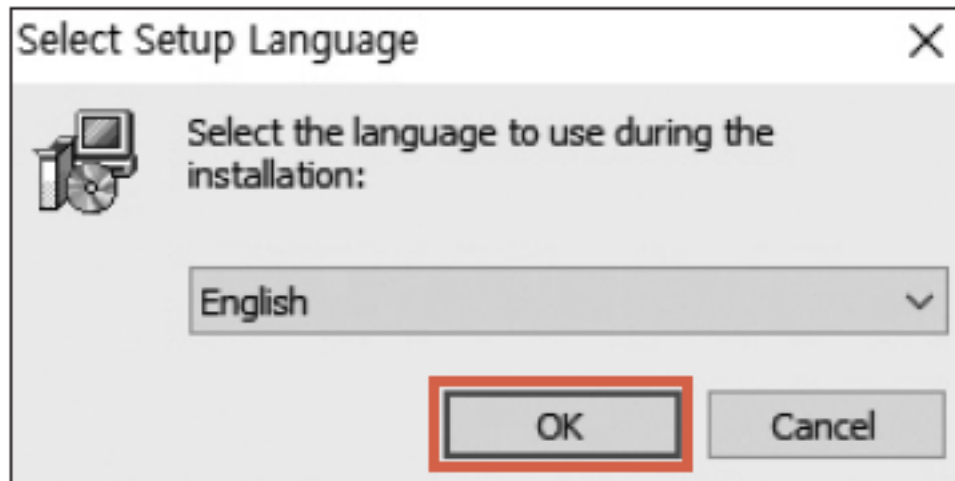 Select Setup Language
Select the language to use during the
installation:
English
OK
Cancel